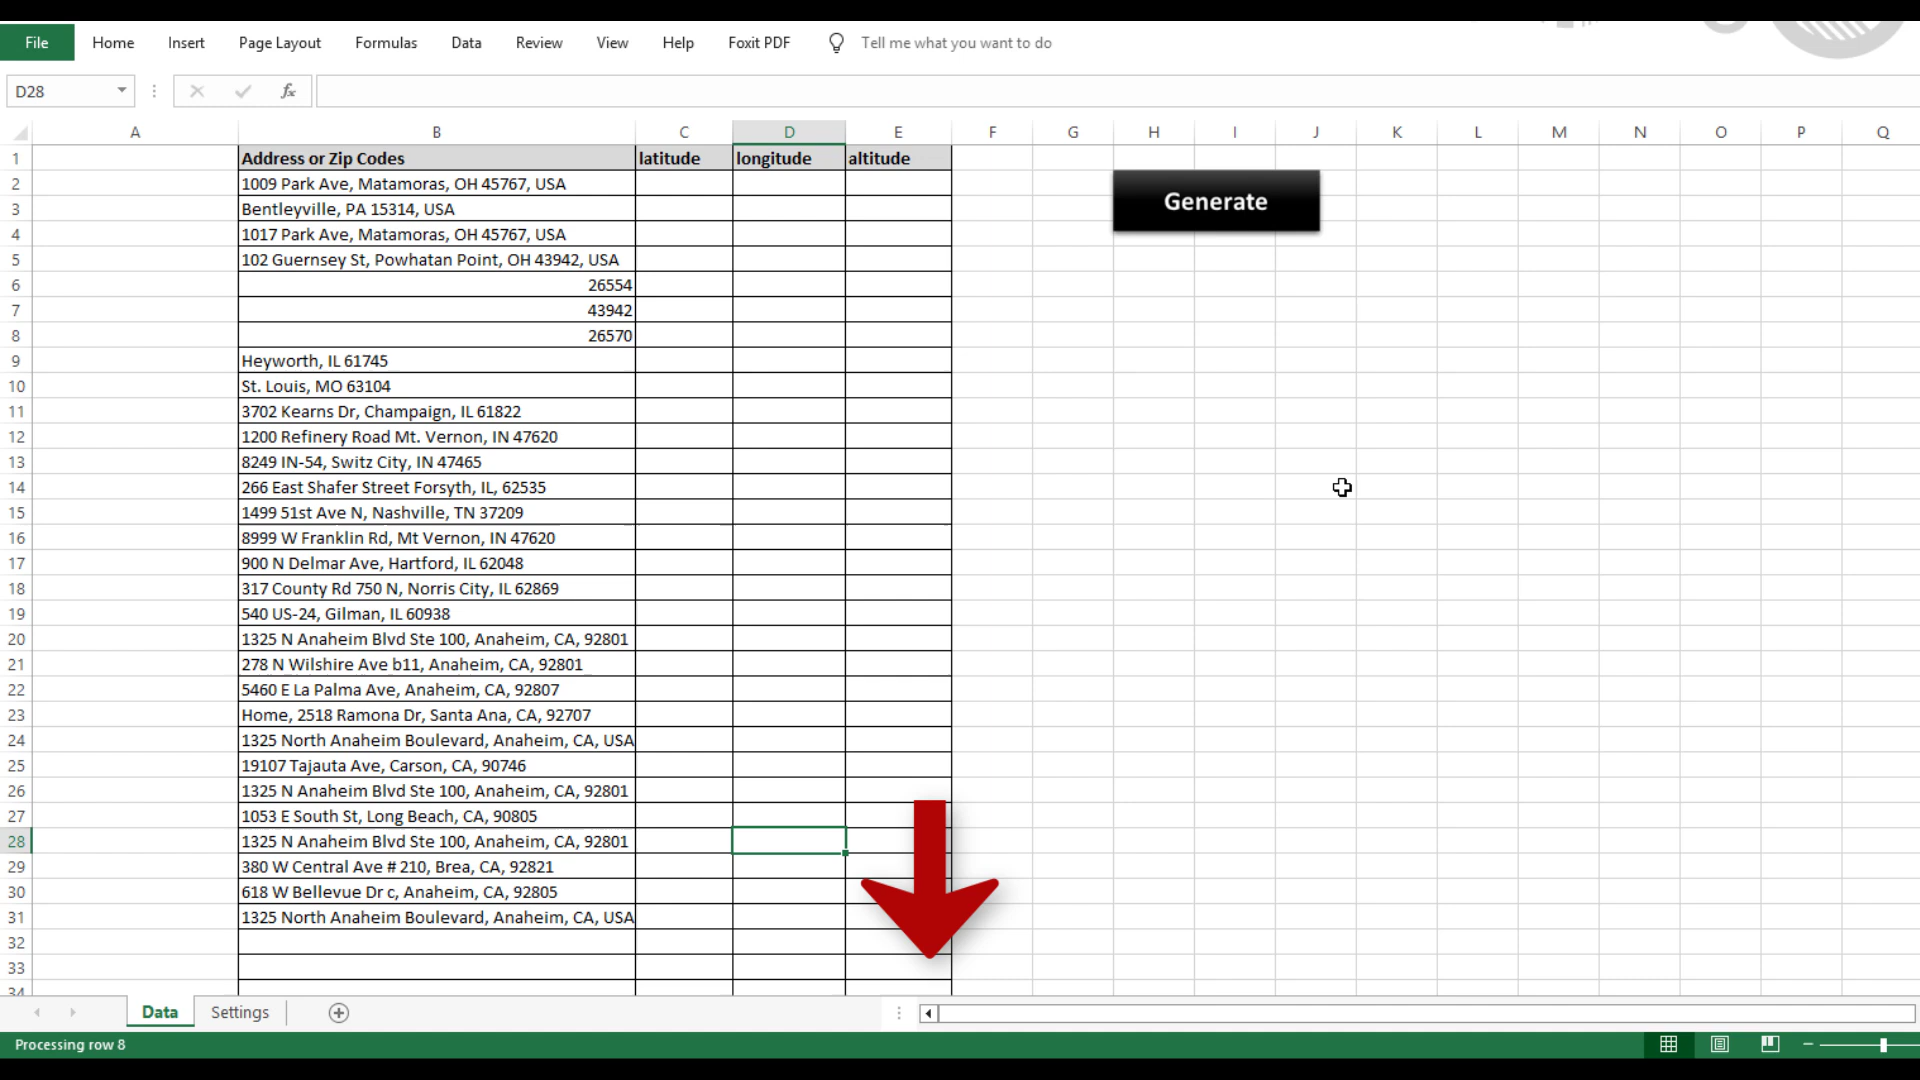 File Home Insert Page Layout Formulas Data Review View Help Foxit PDF Tell me what you want to do
D28 fx
A B C D E F G H I J K L M N O P Q
1 Address or Zip Codes latitude longitude altitude
2 1009 Park Ave, Matamoras, OH 45767, USA
Generate
3 Bentleyville, PA 15314, USA
4 1017 Park Ave, Matamoras, OH 45767, USA
5 102 Guernsey St, Powhatan Point, OH 43942, USA
6 26554
7 43942
8 26570
9 Heyworth, IL 61745
10 St. Louis, MO 63104
11 3702 Kearns Dr, Champaign, IL 61822
12 1200 Refinery Road Mt. Vernon, IN 47620
13 8249 IN-54, Switz City, IN 47465
14 266 East Shafer Street Forsyth, IL, 62535
15 1499 51st Ave N, Nashville, TN 37209
16 8999 W Franklin Rd, Mt Vernon, IN 47620
17 900 N Delmar Ave, Hartford, IL 62048
18 317 County Rd 750 N, Norris City, IL 62869
19 540 US-24, Gilman, IL 60938
20 1325 N Anaheim Blvd Ste 100, Anaheim, CA, 92801
21 278 N Wilshire Ave b11, Anaheim, CA, 92801
22 5460 E La Palma Ave, Anaheim, CA, 92807
23 Home, 2518 Ramona Dr, Santa Ana, CA, 92707
24 1325 North Anaheim Boulevard, Anaheim, CA, USA
25 19107 Tajauta Ave, Carson, CA, 90746
26 1325 N Anaheim Blvd Ste 100, Anaheim, CA, 92801
27 1053 E South St, Long Beach, CA, 90805
28 1325 N Anaheim Blvd Ste 100, Anaheim, CA, 92801
29 380 W Central Ave # 210, Brea, CA, 92821
30 618 W Bellevue Dr c, Anaheim, CA, 92805
31 1325 North Anaheim Boulevard, Anaheim, CA, USA
32
33
34
Data Settings
Processing row 8